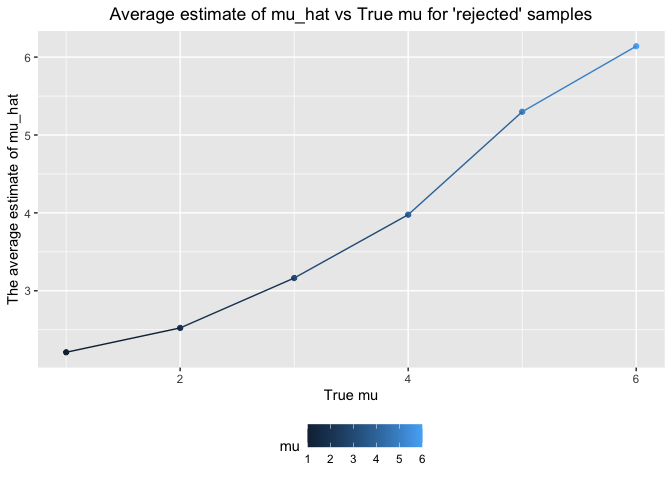 Average estimate of mu_hat vs True mu for 'rejected' samples
The average estimate of mu_hat
6
5
4
3
2 4 6
True mu
mu
1 2 3 4 5 6